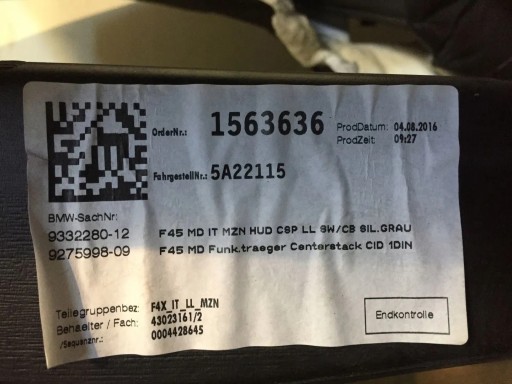 OrderNr.: 1563636 ProdDatum: 04.08.2016
ProdZeit: 09:27
FahrgestellNr.: 5A22115
BMW-SachNr:
9332280-12 F45 MD IT MZN HUD CSP LL SW/CB SIL.GRAU
9275998-09 F45 MD Funk.traeger Centerstack CID 1DIN
Teilegruppenbez: F4X_IT_LL_MZN
Behaelter / Fach: 43023161/2
/Sequenznr.: 0004428645
Endkontrolle